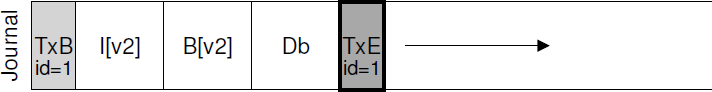 Journal
TxB I[v2] B[v2] Db TxE
id=1 id=1